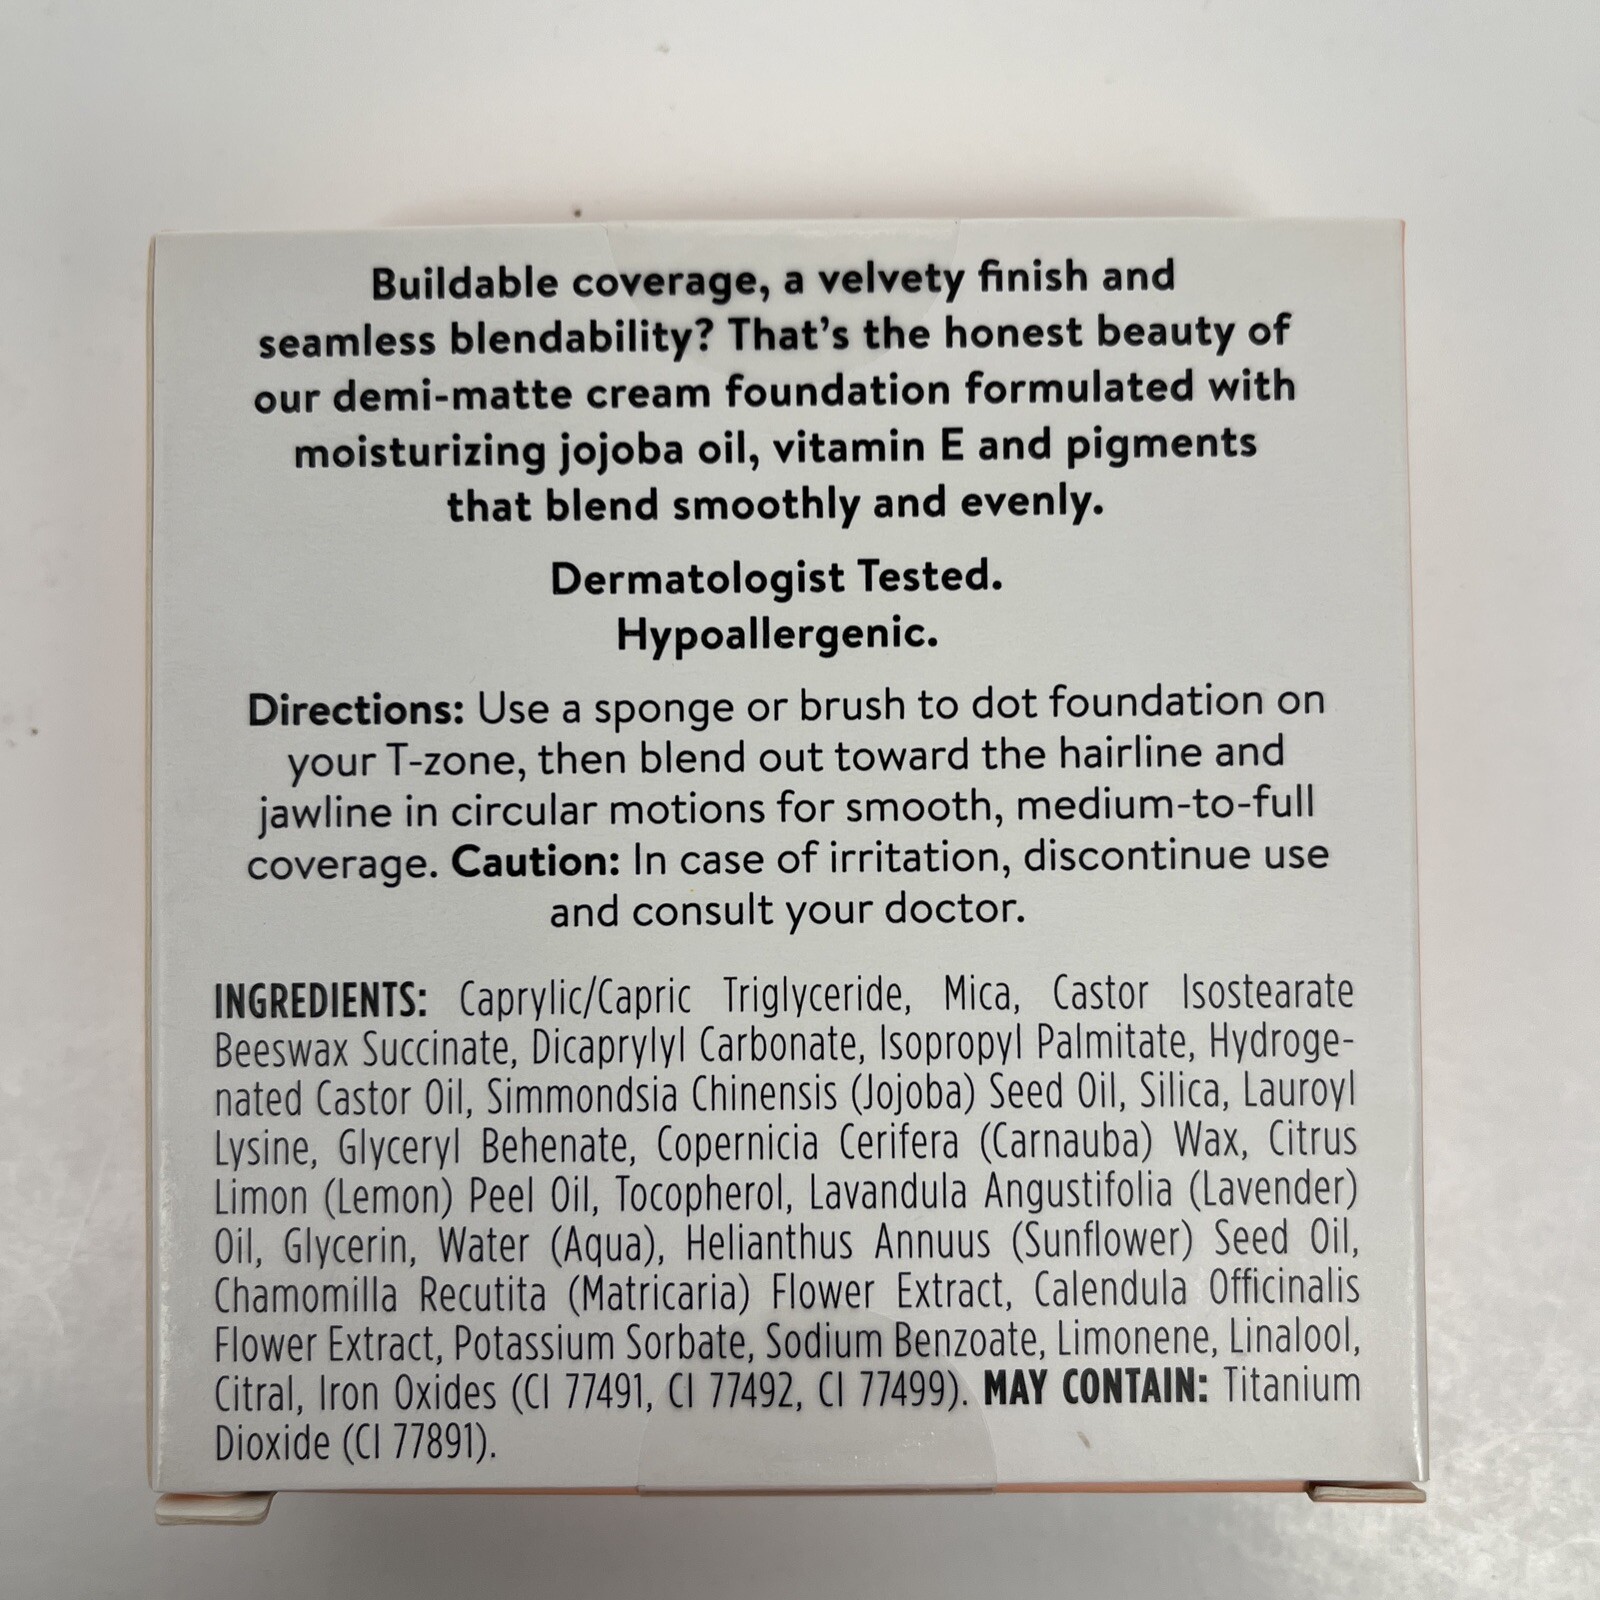 Buildable coverage, a velvety finish and
seamless blendability? That's the honest beauty of
our demi-matte cream foundation formulated with
moisturizing jojoba oil, vitamin E and pigments
that blend smoothly and evenly.
Dermatologist Tested.
Hypoallergenic.
Directions: Use a sponge or brush to dot foundation on
your T-zone, then blend out toward the hairline and
jawline in circular motions for smooth, medium-to-full
coverage. Caution: In case of irritation, discontinue use
and consult your doctor.
INGREDIENTS: Caprylic/Capric Triglyceride, Mica, Castor Isostearate
Beeswax Succinate, Dicaprylyl Carbonate, Isopropyl Palmitate, Hydroge-
nated Castor Oil, Simmondsia Chinensis (Jojoba) Seed Oil, Silica, Lauroyl
Lysine, Glyceryl Behenate, Copernicia Cerifera (Carnauba) Wax, Citrus
Limon (Lemon) Peel Oil, Tocopherol, Lavandula Angustifolia (Lavender)
Oil, Glycerin, Water (Aqua), Helianthus Annuus (Sunflower) Seed Oil,
Chamomilla Recutita (Matricaria) Flower Extract, Calendula Officinalis
Flower Extract, Potassium Sorbate, Sodium Benzoate, Limonene, Linalool,
Citral, Iron Oxides (CI 77491, CI 77492, CI 77499). MAY CONTAIN: Titanium
Dioxide (CI 77891).